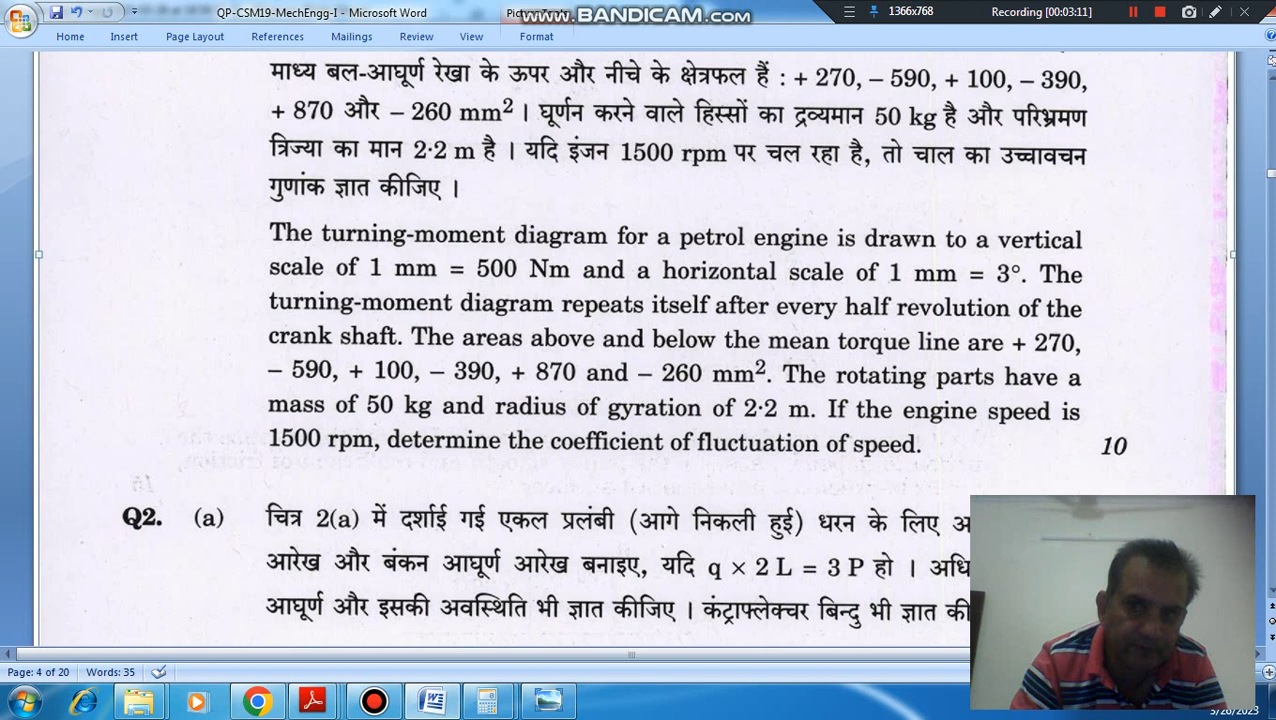 QP-CSM19-MechEngg-I - Microsoft Word
www.BANDICAM.com
1366x768
Recording [00:03:11]
Home Insert Page Layout References Mailings Review View Format
माध्य बल-आघूर्ण रेखा के ऊपर और नीचे के क्षेत्रफल हैं : + 270, – 590, + 100, – 390,
+ 870 और – 260 mm² । घूर्णन करने वाले हिस्सों का द्रव्यमान 50 kg है और परिभ्रमण
त्रिज्या का मान 2·2 m है । यदि इंजन 1500 rpm पर चल रहा है, तो चाल का उच्चावचन
गुणांक ज्ञात कीजिए ।
The turning-moment diagram for a petrol engine is drawn to a vertical
scale of 1 mm = 500 Nm and a horizontal scale of 1 mm = 3°. The
turning-moment diagram repeats itself after every half revolution of the
crank shaft. The areas above and below the mean torque line are + 270,
– 590, + 100, – 390, + 870 and – 260 mm². The rotating parts have a
mass of 50 kg and radius of gyration of 2·2 m. If the engine speed is
1500 rpm, determine the coefficient of fluctuation of speed. 10
Q2. (a) चित्र 2(a) में दर्शाई गई एकल प्रलंबी (आगे निकली हुई) धरन के लिए
आरेख और बंकन आघूर्ण आरेख बनाइए, यदि q × 2 L = 3 P हो ।
आघूर्ण और इसकी अवस्थिति भी ज्ञात कीजिए । कंट्राफ्लेक्चर बिन्दु भी ज्ञात
Page: 4 of 20 Words: 35